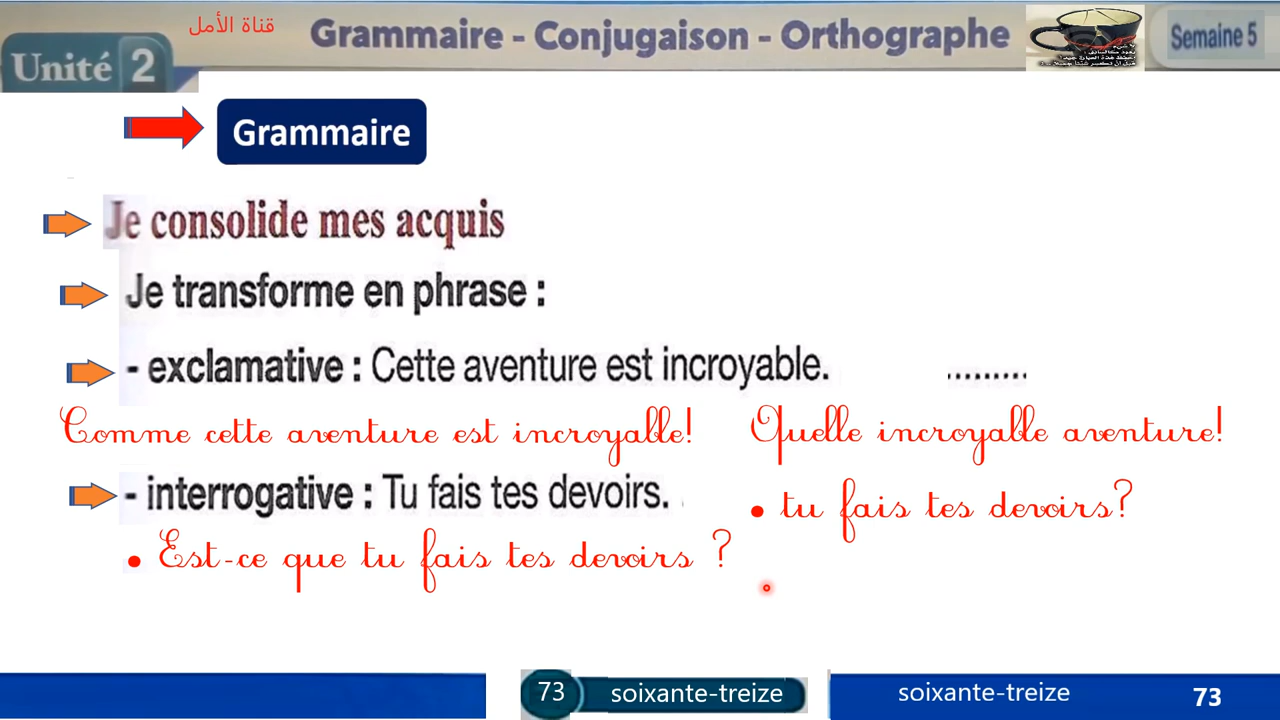 قناة الأمل
Grammaire - Conjugaison - Orthographe
Semaine 5
Unité 2
Grammaire
Je consolide mes acquis
Je transforme en phrase :
- exclamative : Cette aventure est incroyable. .........
Comme cette aventure est incroyable! Quelle incroyable aventure!
- interrogative : Tu fais tes devoirs.
• tu fais tes devoirs?
• Est-ce que tu fais tes devoirs ?
73 soixante-treize
soixante-treize 73